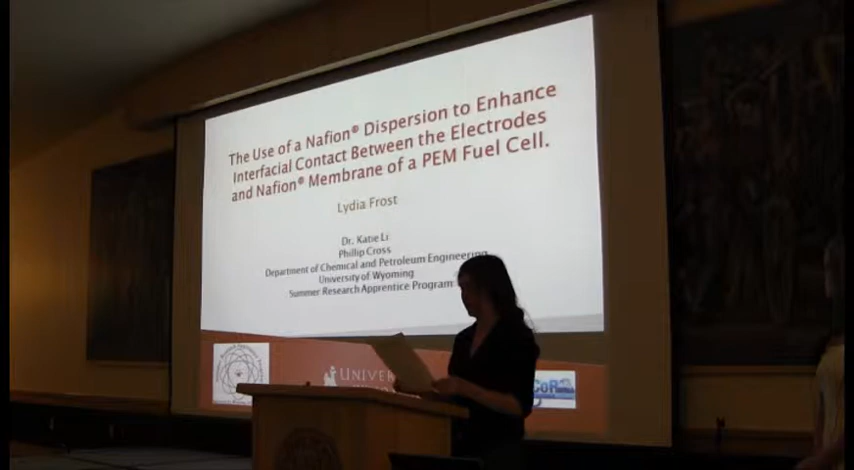 The Use of a Nafion® Dispersion to Enhance
Interfacial Contact Between the Electrodes
and Nafion® Membrane of a PEM Fuel Cell.
Lydia Frost
Dr. Katie Li
Phillip Cross
Department of Chemical and Petroleum Engineering
University of Wyoming
Summer Research Apprentice Program
UNIVER
CoR